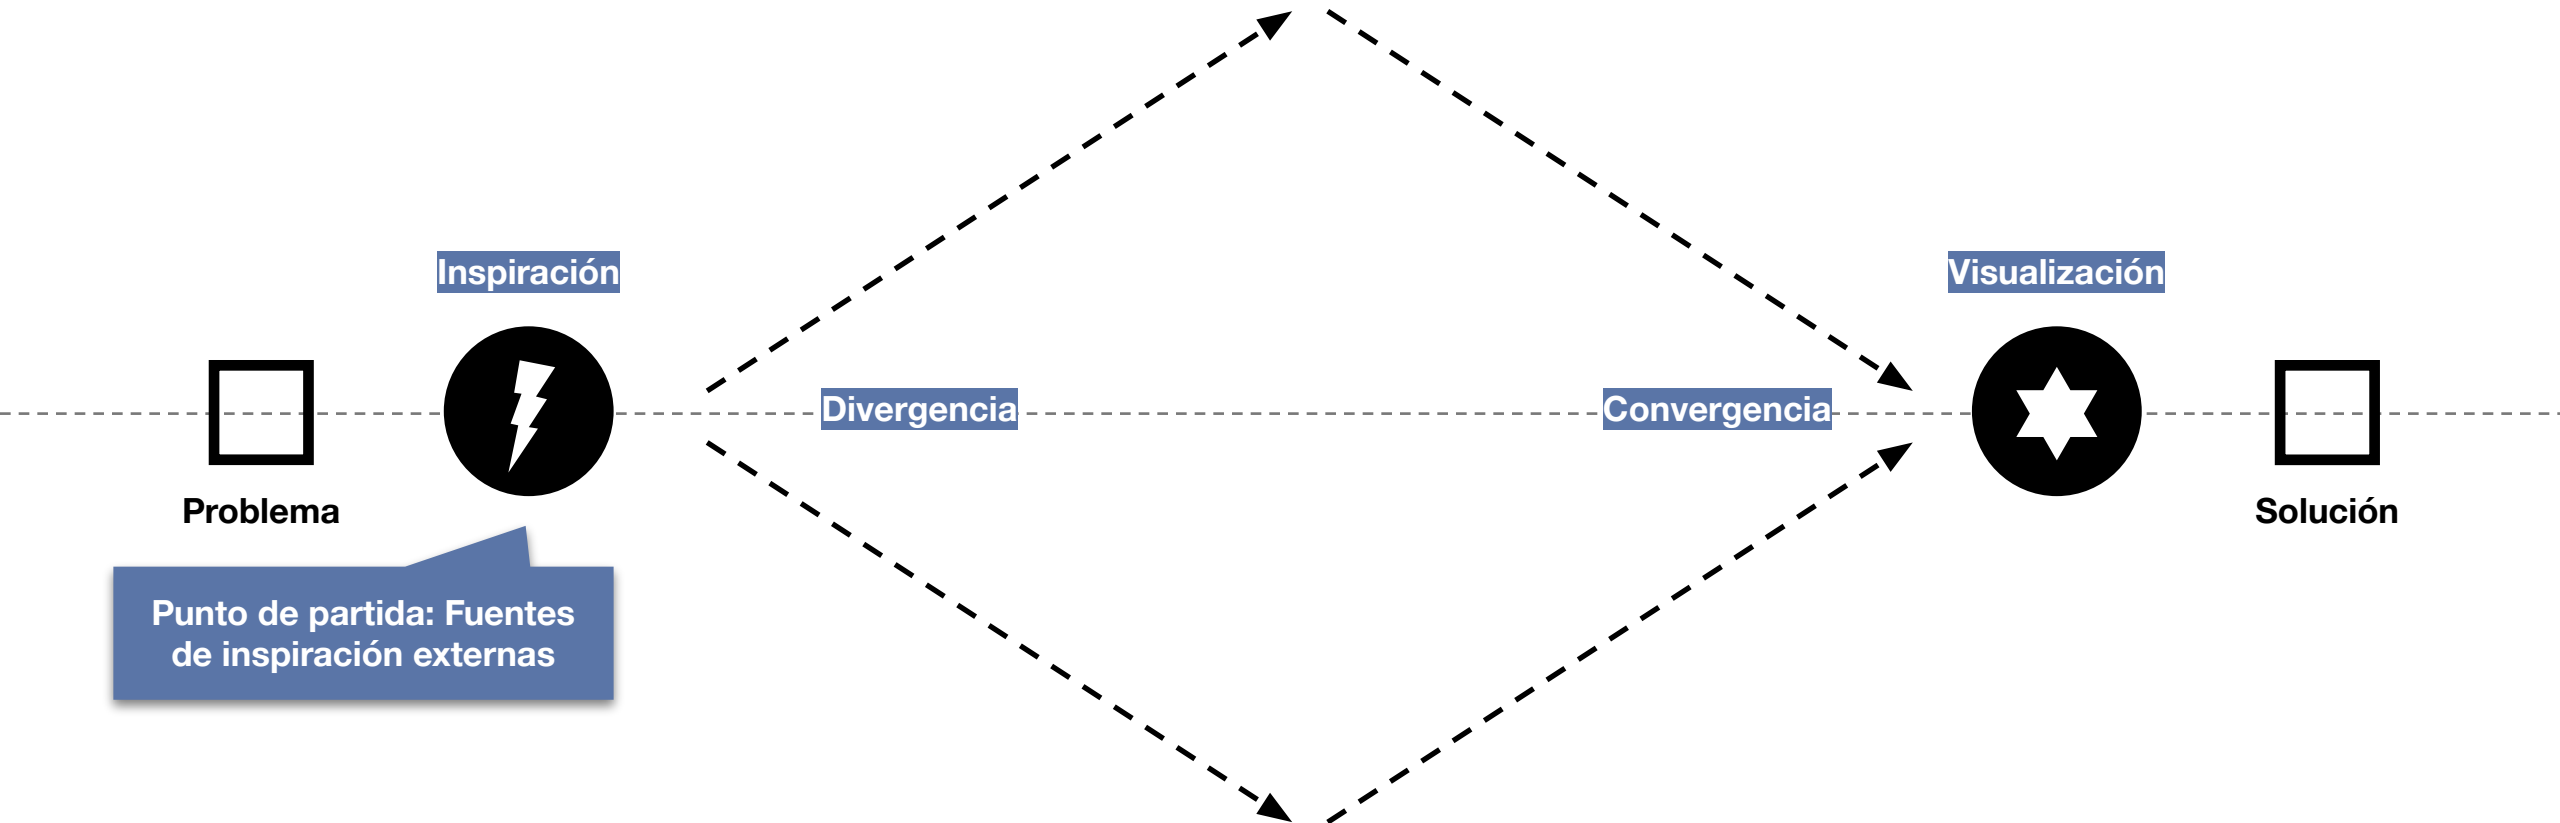 Inspiración
Visualización
Divergencia
Convergencia
Problema
Solución
Punto de partida: Fuentes
de inspiración externas